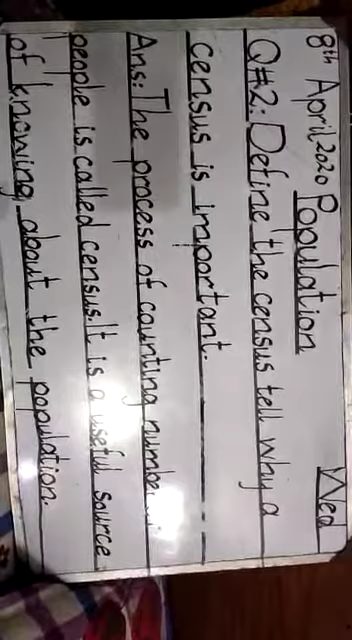 8th April 2020 Population Wed
Q#2: Define the census tell why a
census is important.
Ans: The process of counting number
people is called census. It is a useful source
of knowing about the population.